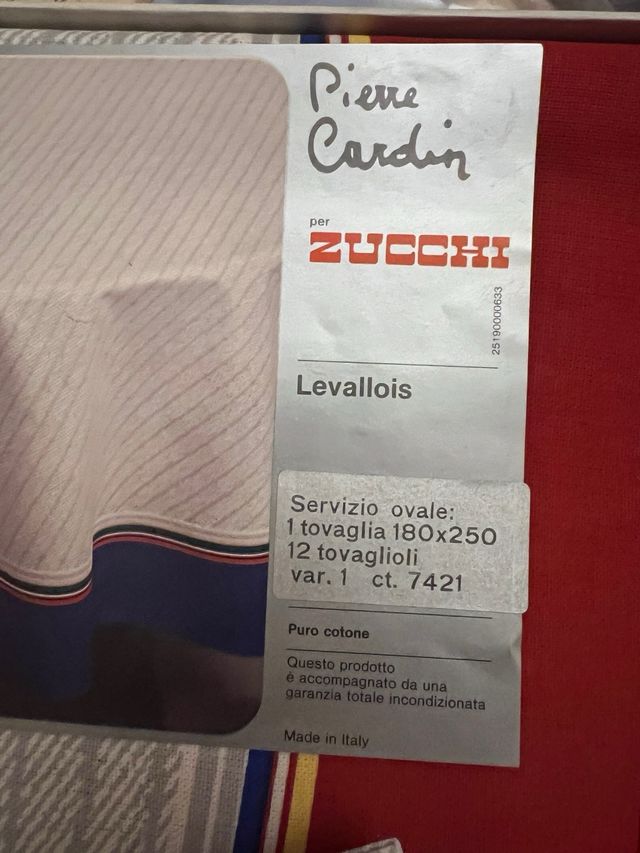 Pierre
Cardin
per
ZUCCHI
25190000633
Levallois
Servizio ovale:
1 tovaglia 180x250
12 tovaglioli
var. 1 ct. 7421
Puro cotone
Questo prodotto
è accompagnato da una
garanzia totale incondizionata
Made in Italy